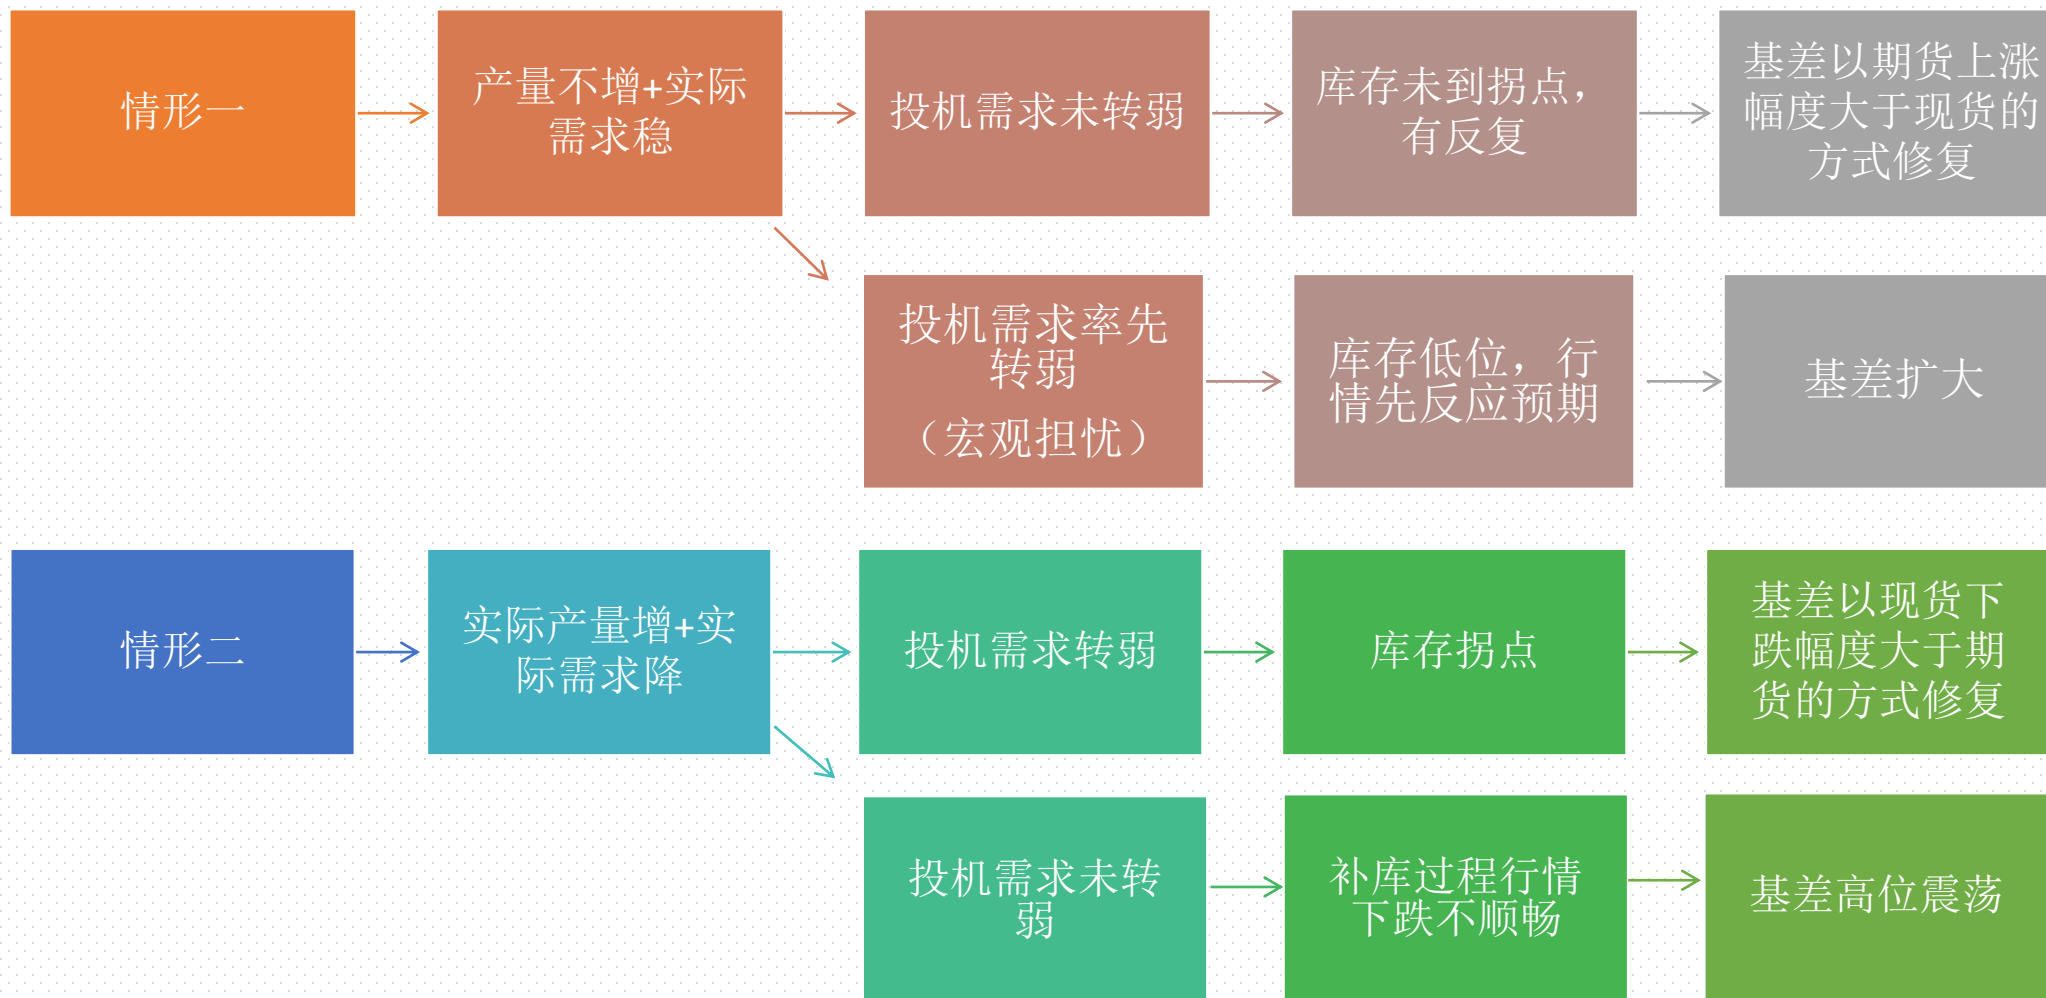 情形一
产量不增+实际
需求稳
投机需求未转弱
库存未到拐点，
有反复
基差以期货上涨
幅度大于现货的
方式修复
投机需求率先
转弱
（宏观担忧）
库存低位，行
情先反应预期
基差扩大
情形二
实际产量增+实
际需求降
投机需求转弱
库存拐点
基差以现货下
跌幅度大于期
货的方式修复
投机需求未转
弱
补库过程行情
下跌不顺畅
基差高位震荡